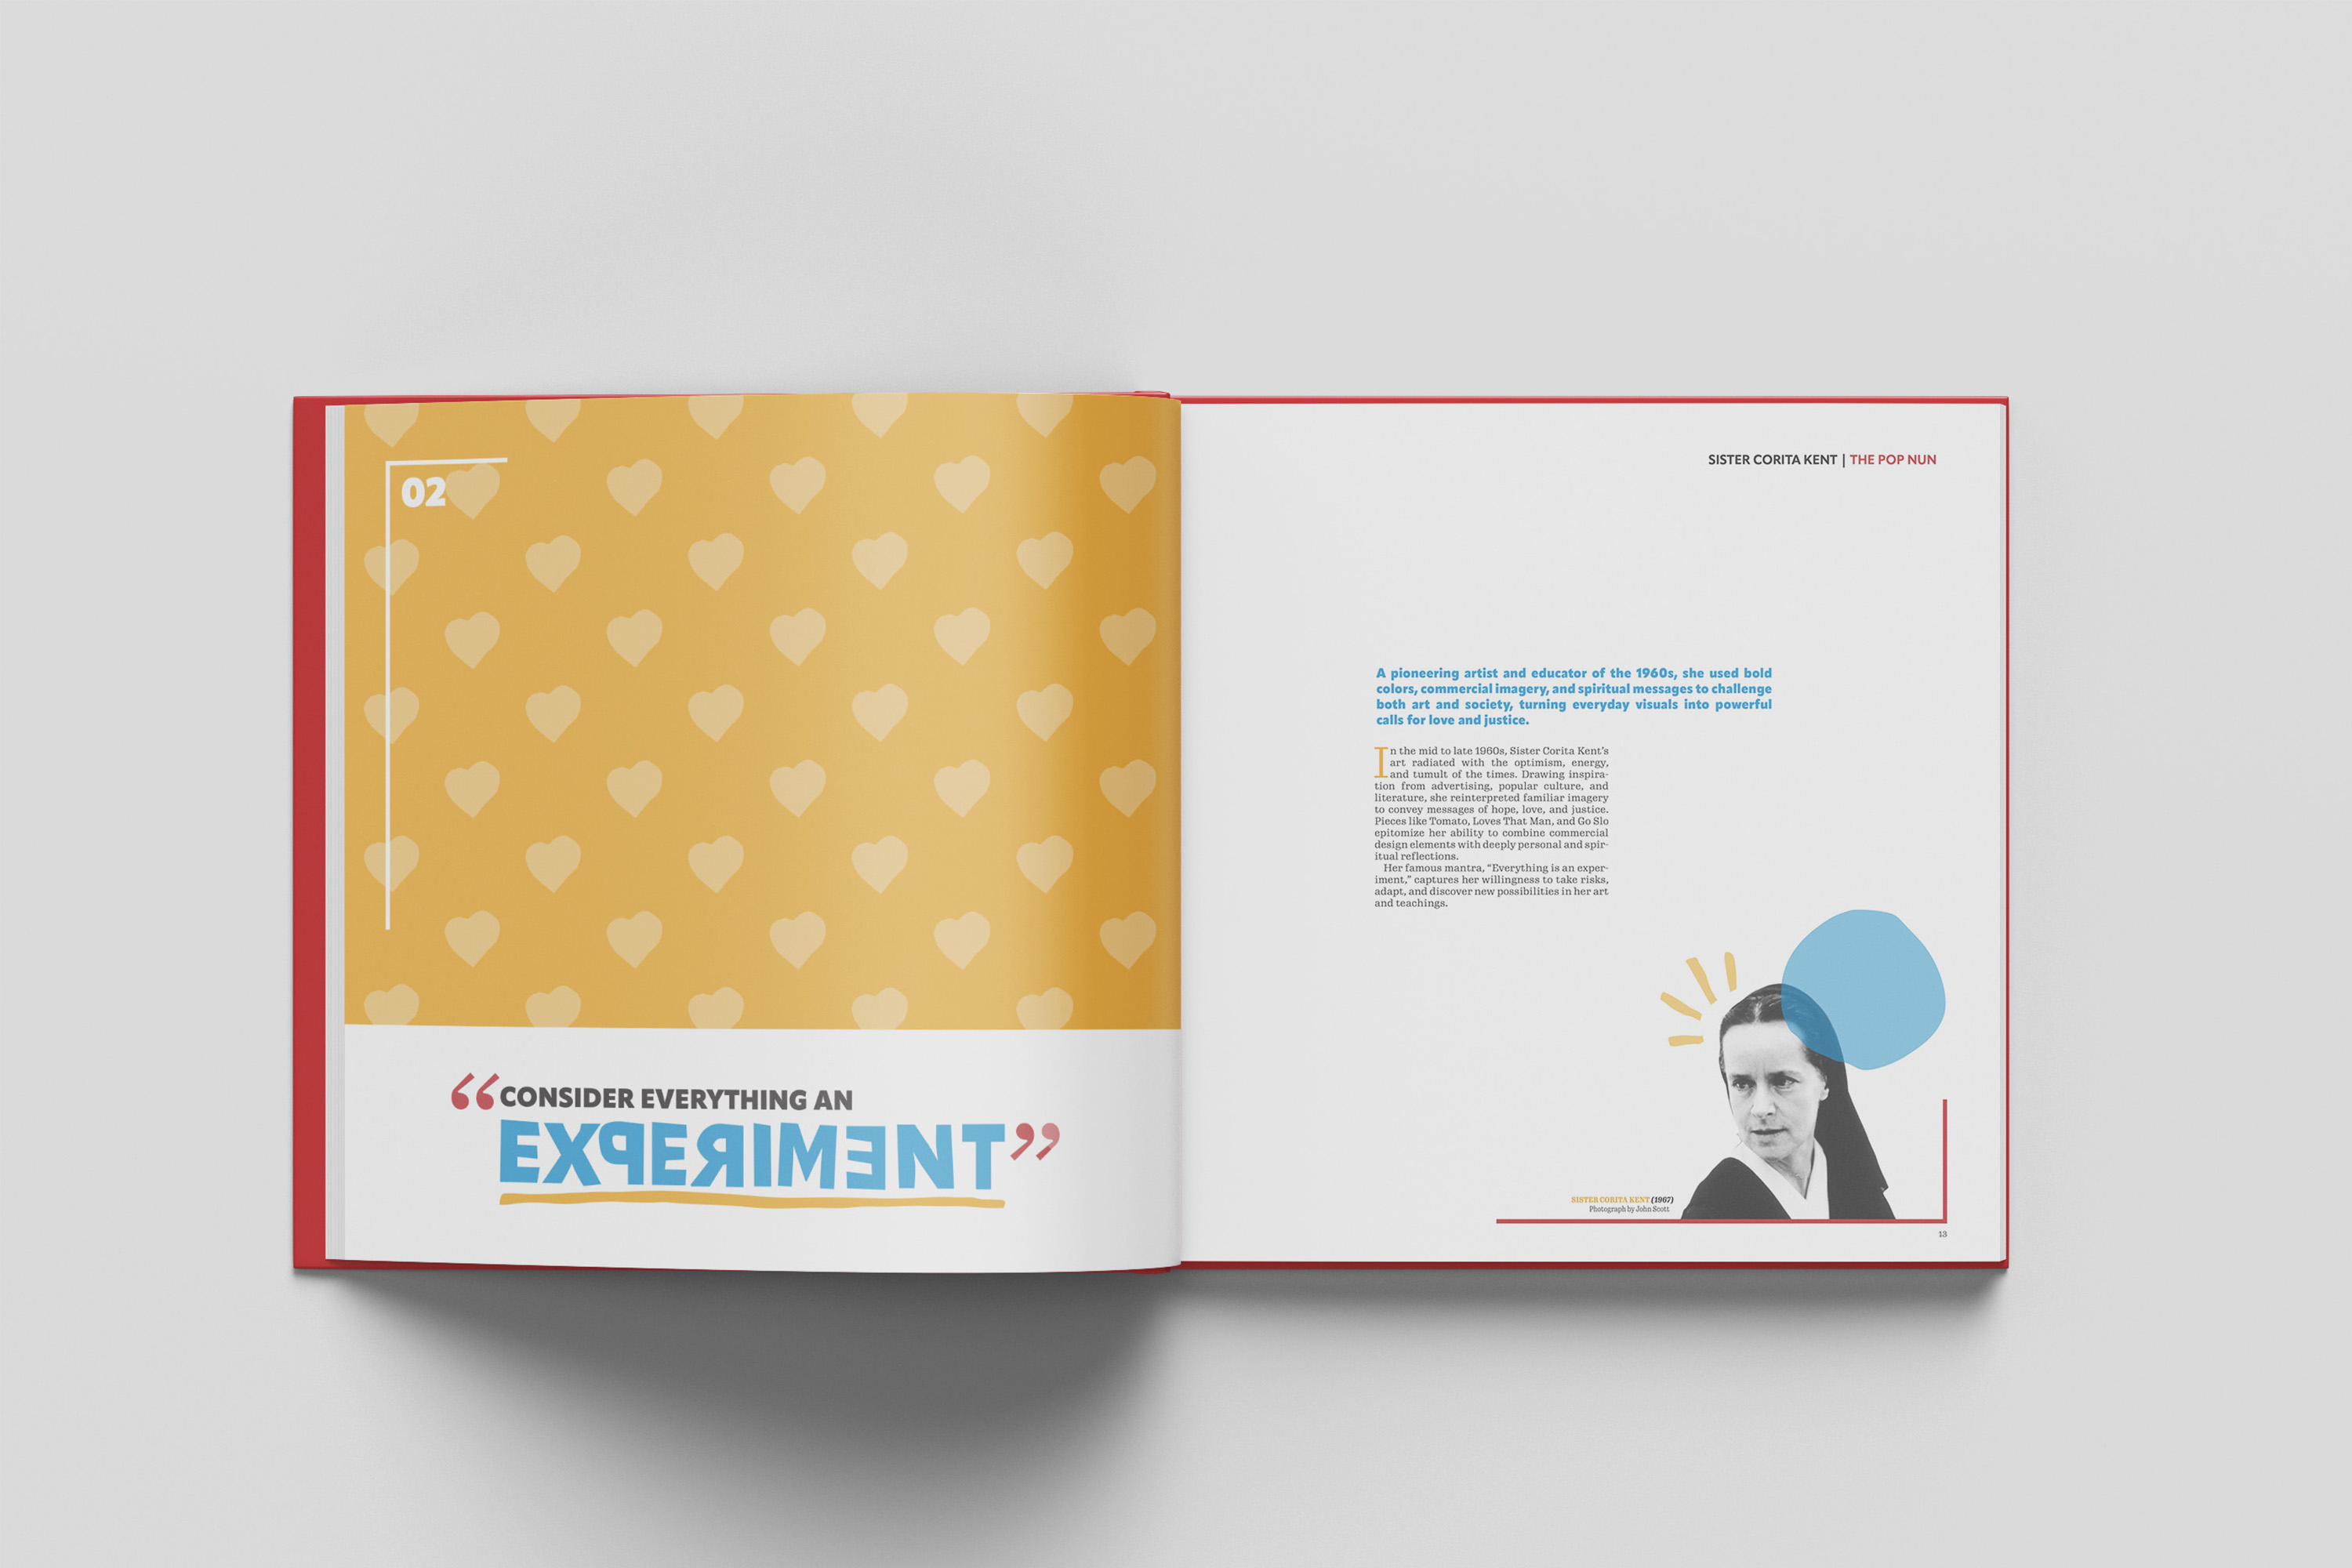 02
“CONSIDER EVERYTHING AN
EXPERIMENT”
SISTER CORITA KENT | THE POP NUN
A pioneering artist and educator of the 1960s, she used bold
colors, commercial imagery, and spiritual messages to challenge
both art and society, turning everyday visuals into powerful
calls for love and justice.
In the mid to late 1960s, Sister Corita Kent’s
art radiated with the optimism, energy,
and tumult of the times. Drawing inspira-
tion from advertising, popular culture, and
literature, she reinterpreted familiar imagery
to convey messages of hope, love, and justice.
Pieces like Tomato, Loves That Man, and Go Slo
epitomize her ability to combine commercial
design elements with deeply personal and spir-
itual reflections.
Her famous mantra, “Everything is an exper-
iment,” captures her willingness to take risks,
adapt, and discover new possibilities in her art
and teachings.
SISTER CORITA KENT (1967)
Photograph by John Scott
13